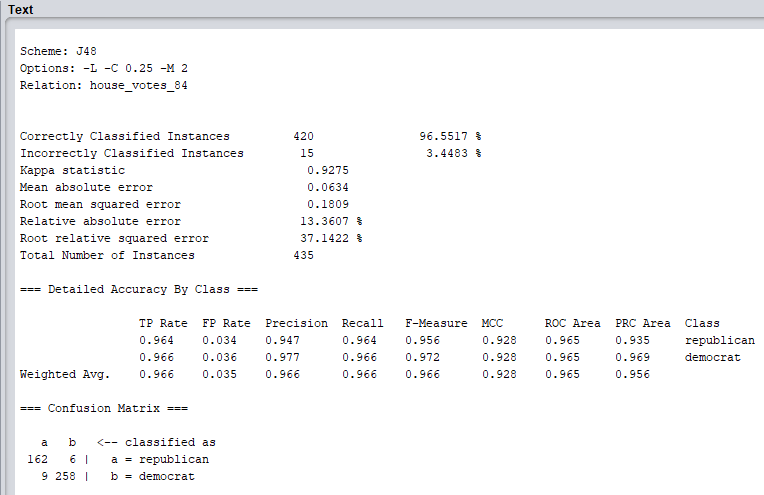 Text
Scheme: J48
Options: -L -C 0.25 -M 2
Relation: house_votes_84
Correctly Classified Instances 420 96.5517 %
Incorrectly Classified Instances 15 3.4483 %
Kappa statistic 0.9275
Mean absolute error 0.0634
Root mean squared error 0.1809
Relative absolute error 13.3607 %
Root relative squared error 37.1422 %
Total Number of Instances 435
=== Detailed Accuracy By Class ===
TP Rate FP Rate Precision Recall F-Measure MCC ROC Area PRC Area Class
0.964 0.034 0.947 0.964 0.956 0.928 0.965 0.935 republican
0.966 0.036 0.977 0.966 0.972 0.928 0.965 0.969 democrat
Weighted Avg. 0.966 0.035 0.966 0.966 0.966 0.928 0.965 0.956
=== Confusion Matrix ===
a b <-- classified as
162 6 | a = republican
9 258 | b = democrat